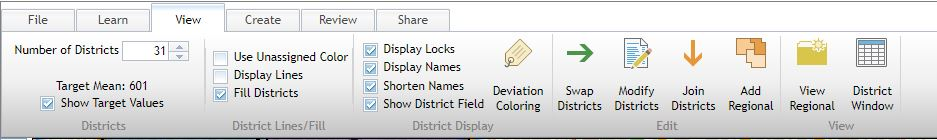 File Learn View Create Review Share
Number of Districts 31
Target Mean: 601
Show Target Values
Districts
Use Unassigned Color
Display Lines
Fill Districts
District Lines/Fill
Display Locks
Display Names
Shorten Names
Show District Field
Deviation
Coloring
District Display
Swap
Districts
Modify
Districts
Join
Districts
Add
Regional
Edit
View
Regional
District
Window
View